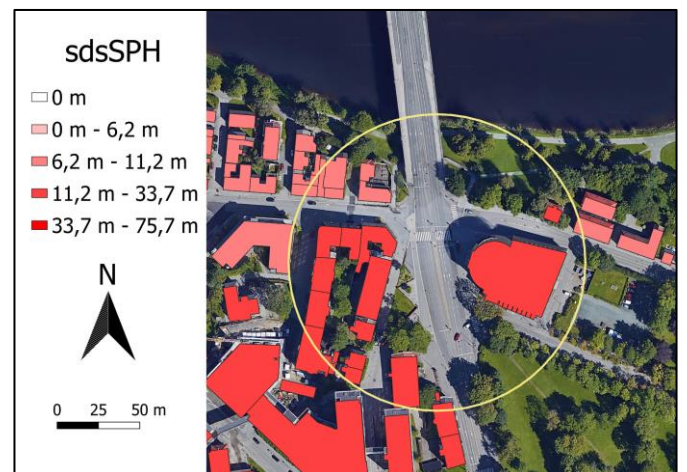 sdsSPH
0 m
0 m - 6,2 m
6,2 m - 11,2 m
11,2 m - 33,7 m
33,7 m - 75,7 m
N
0 25 50 m